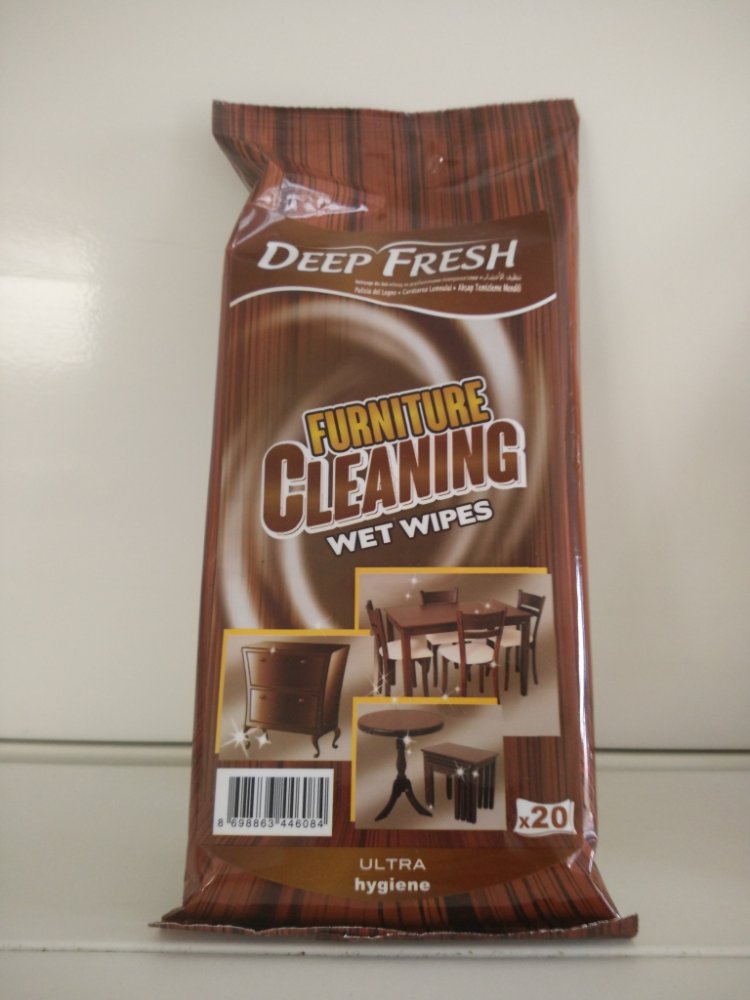 DEEP FRESH
Pulizia del Legno • Curatarea Lemnului • Ahşap Temizleme Mendili
FURNITURE
CLEANING
WET WIPES
8 698863 446084
x20
ULTRA
hygiene